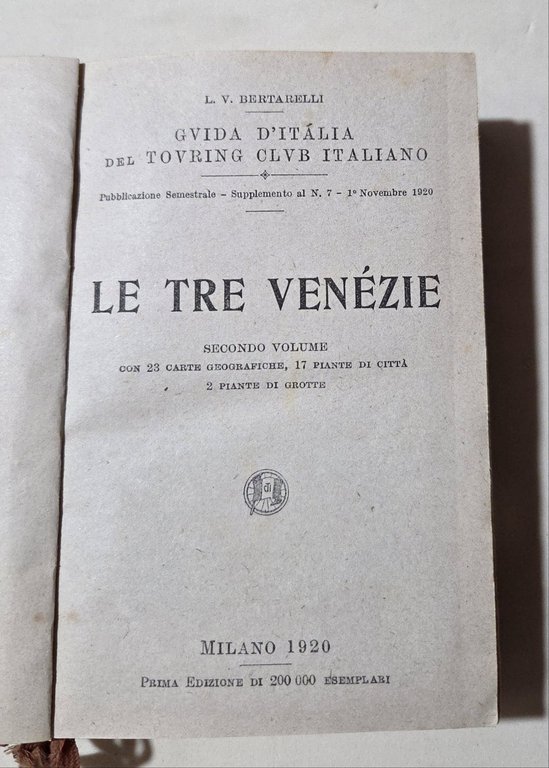 L. V. BERTARELLI
GVIDA D'ITÁLIA
DEL TOVRING CLVB ITALIANO
Pubblicazione Semestrale – Supplemento al N. 7 – 1º Novembre 1920
LE TRE VENÉZIE
SECONDO VOLUME
CON 23 CARTE GEOGRAFICHE, 17 PIANTE DI CITTÀ
2 PIANTE DI GROTTE
MILANO 1920
PRIMA EDIZIONE DI 200 000 ESEMPLARI